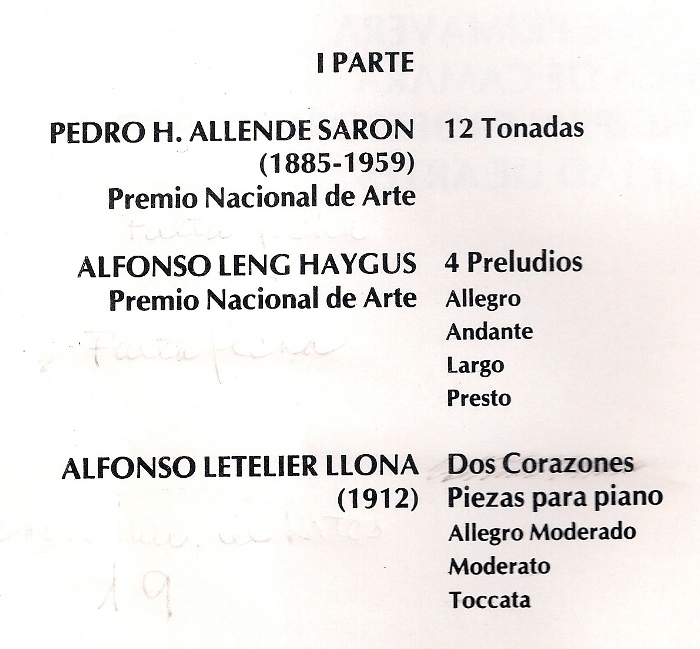 I PARTE
PEDRO H. ALLENDE SARON 12 Tonadas
(1885-1959)
Premio Nacional de Arte
ALFONSO LENG HAYGUS 4 Preludios
Premio Nacional de Arte Allegro
Andante
Largo
Presto
ALFONSO LETELIER LLONA Dos Corazones
(1912) Piezas para piano
Allegro Moderado
Moderato
Toccata
19